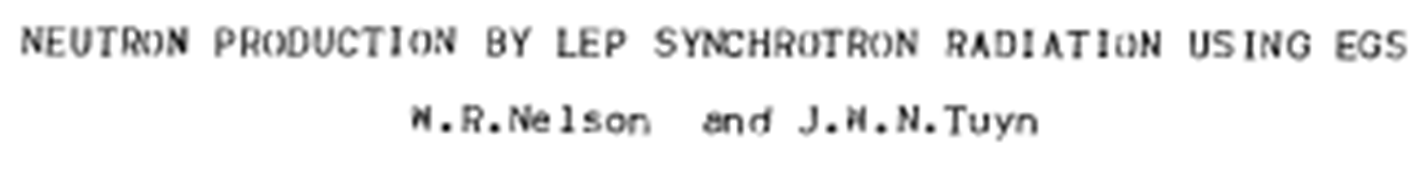 NEUTRON PRODUCTION BY LEP SYNCHROTRON RADIATION USING EGS
W.R.Nelson and J.W.N.Tuyn